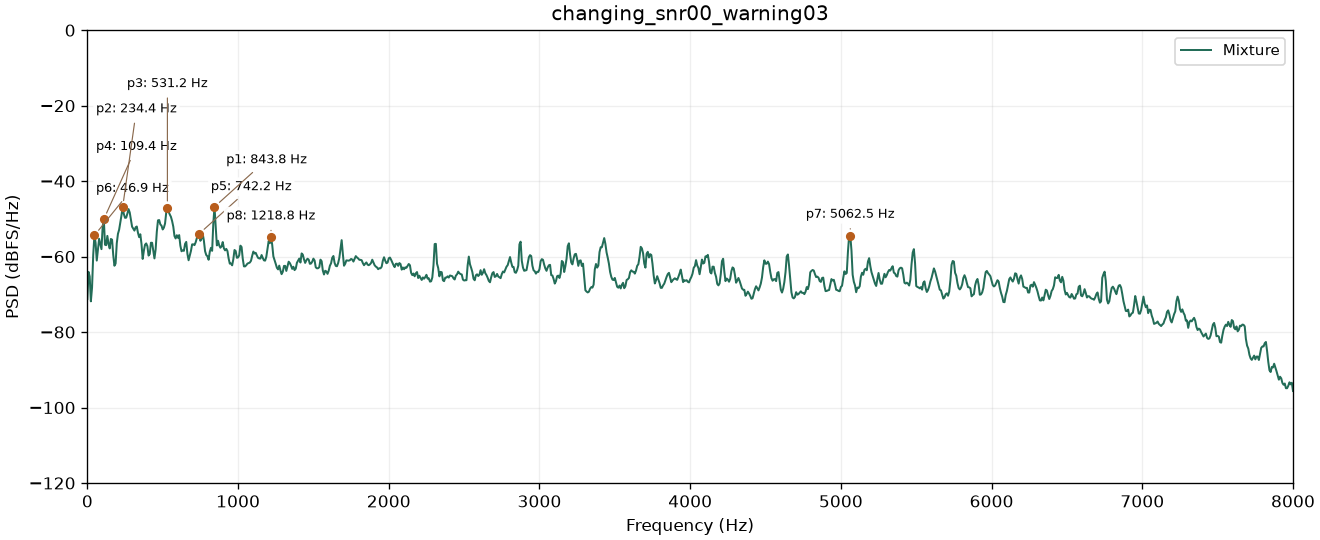 changing_snr00_warning03
Mixture
p3: 531.2 Hz
p2: 234.4 Hz
p4: 109.4 Hz
p1: 843.8 Hz
p6: 46.9 Hz
p5: 742.2 Hz
p8: 1218.8 Hz
p7: 5062.5 Hz
PSD (dBFS/Hz)
0
−20
−40
−60
−80
−100
−120
0 1000 2000 3000 4000 5000 6000 7000 8000
Frequency (Hz)